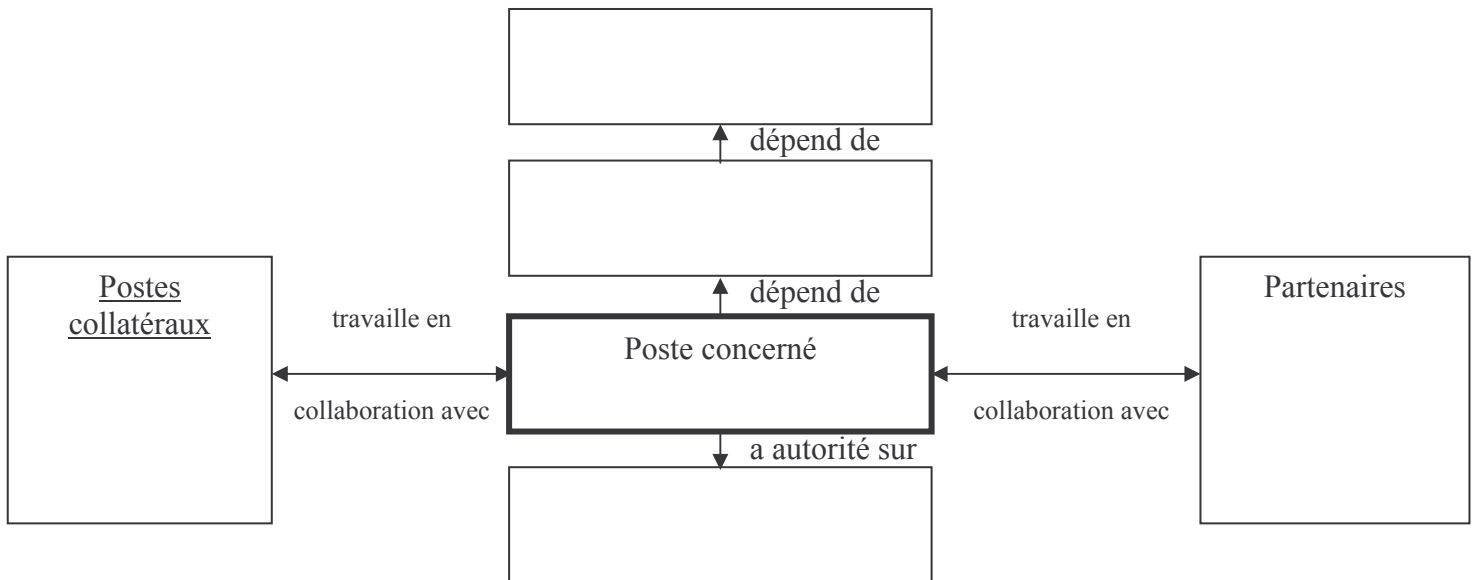 dépend de
dépend de
Postes
collatéraux
travaille en
collaboration avec
Poste concerné
travaille en
collaboration avec
Partenaires
a autorité sur